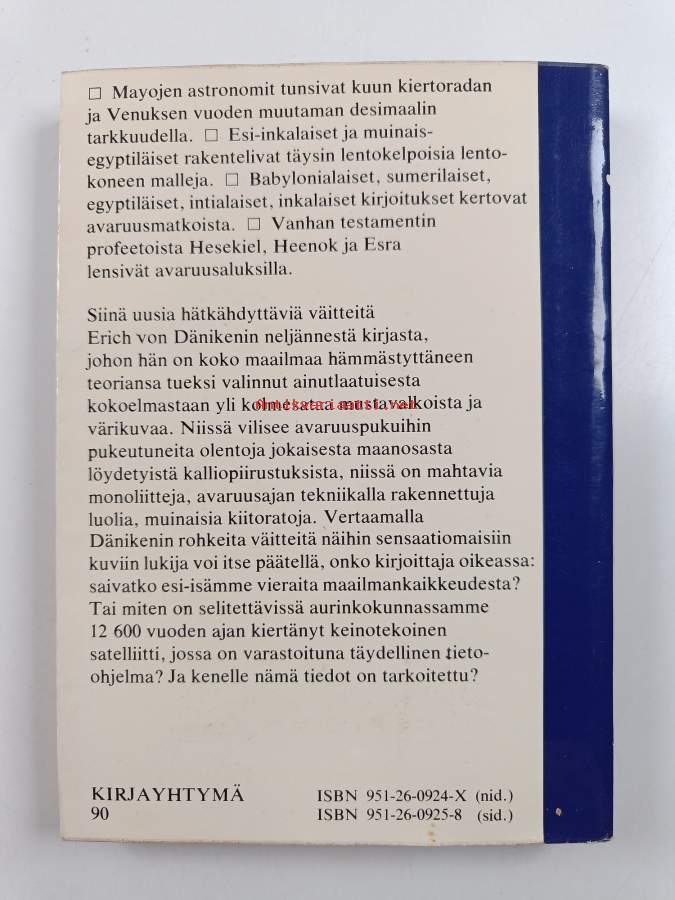 □ Mayojen astronomit tunsivat kuun kiertoradan
ja Venuksen vuoden muutaman desimaalin
tarkkuudella. □ Esi-inkalaiset ja muinais-
egyptiläiset rakentelivat täysin lentokelpoisia lento-
koneen malleja. □ Babylonialaiset, sumerilaiset,
egyptiläiset, intialaiset, inkalaiset kirjoitukset kertovat
avaruusmatkoista. □ Vanhan testamentin
profeetoista Hesekiel, Heenok ja Esra
lensivät avaruusaluksilla.
Siinä uusia hätkähdyttäviä väitteitä
Erich von Dänikenin neljännestä kirjasta,
johon hän on koko maailmaa hämmästyttäneen
teoriansa tueksi valinnut ainutlaatuisesta
kokoelmastaan yli kolmesataa mustavalkoista ja
värikuvaa. Niissä vilisee avaruuspukuihin
pukeutuneita olentoja jokaisesta maanosasta
löydetyistä kalliopiirustuksista, niissä on mahtavia
monoliitteja, avaruusajan tekniikalla rakennettuja
luolia, muinaisia kiitoratoja. Vertaamalla
Dänikenin rohkeita väitteitä näihin sensaatiomaisiin
kuviin lukija voi itse päätellä, onko kirjoittaja oikeassa:
saivatko esi-isämme vieraita maailmankaikkeudesta?
Tai miten on selitettävissä aurinkokunnassamme
12 600 vuoden ajan kiertänyt keinotekoinen
satelliitti, jossa on varastoituna täydellinen tieto-
ohjelma? Ja kenelle nämä tiedot on tarkoitettu?
KIRJAYHTYMÄ
90
ISBN 951-26-0924-X (nid.)
ISBN 951-26-0925-8 (sid.)